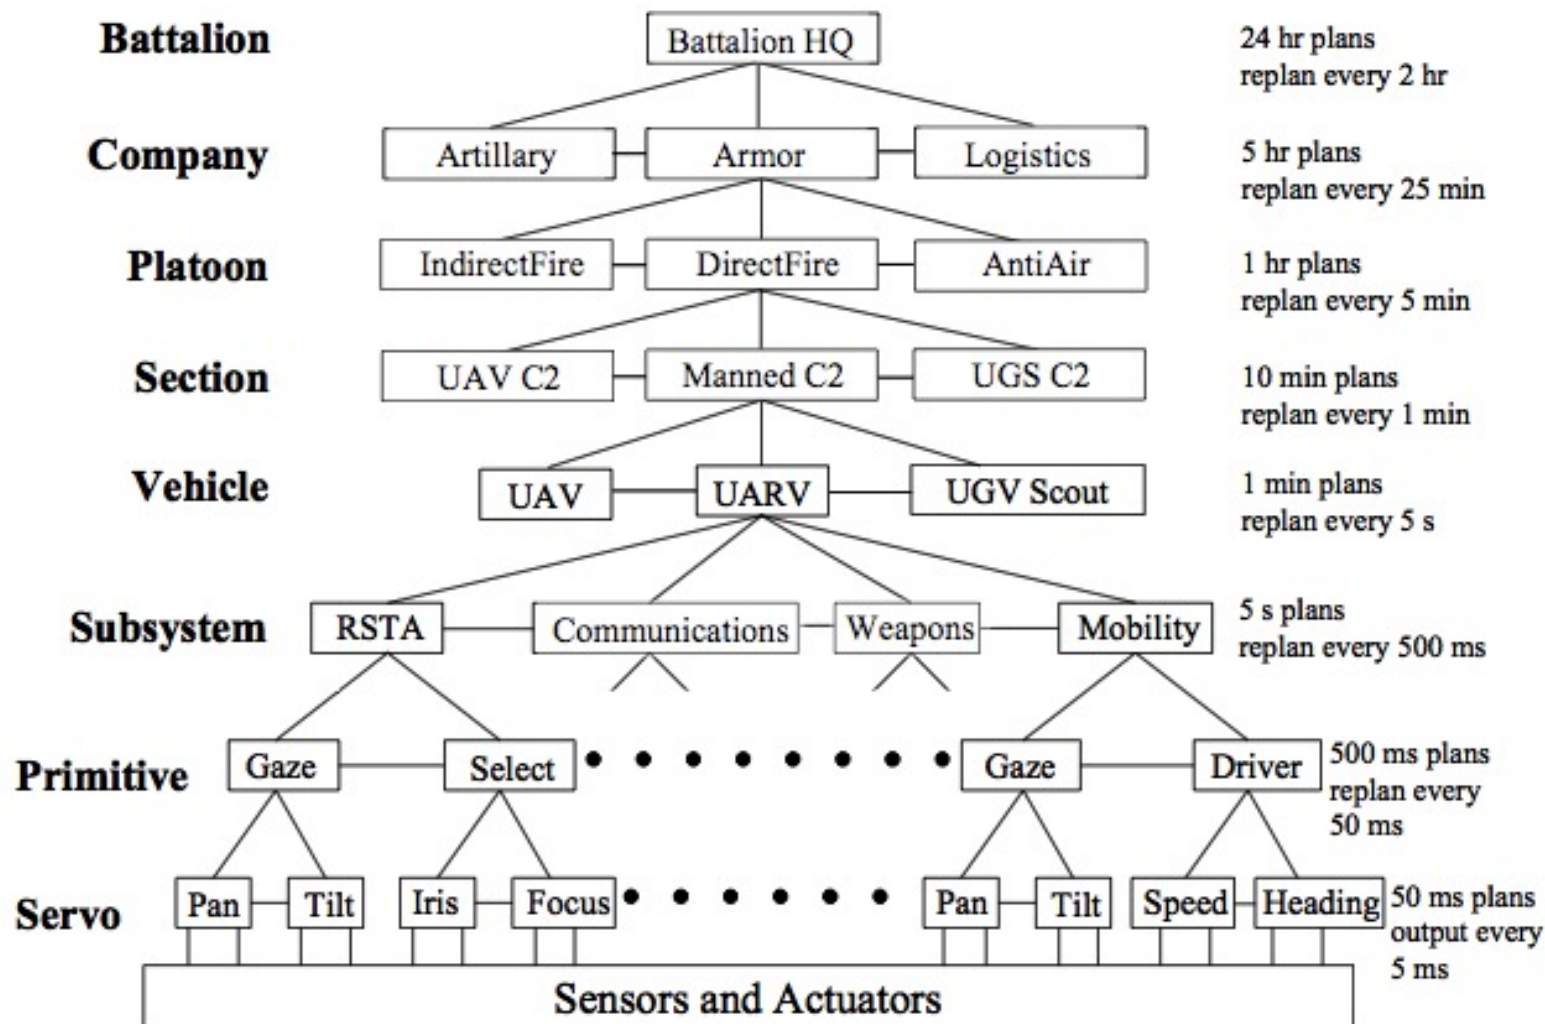 Battalion
Battalion HQ
24 hr plans
replan every 2 hr
Company
Artillary
Armor
Logistics
5 hr plans
replan every 25 min
Platoon
IndirectFire
DirectFire
AntiAir
1 hr plans
replan every 5 min
Section
UAV C2
Manned C2
UGS C2
10 min plans
replan every 1 min
Vehicle
UAV
UARV
UGV Scout
1 min plans
replan every 5 s
Subsystem
RSTA
Communications
Weapons
Mobility
5 s plans
replan every 500 ms
Primitive
Gaze
Select
Gaze
Driver
500 ms plans
replan every
50 ms
Servo
Pan
Tilt
Iris
Focus
Pan
Tilt
Speed
Heading
50 ms plans
output every
5 ms
Sensors and Actuators